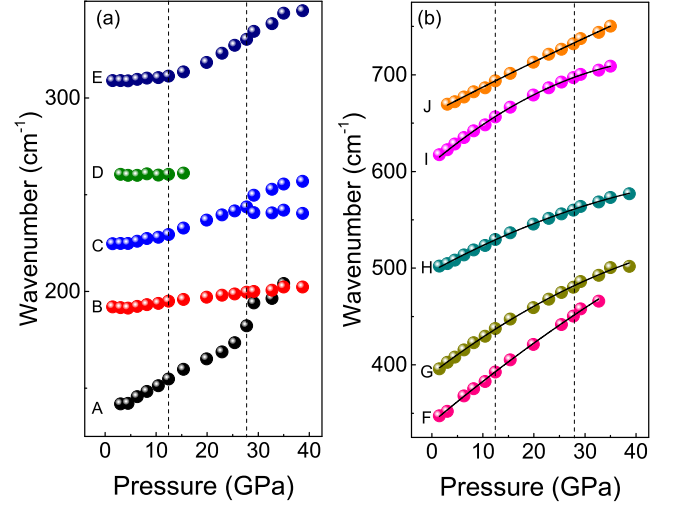 (a)
E
D
C
B
A
300
200
0 10 20 30 40
Pressure (GPa)
Wavenumber (cm⁻¹)
(b)
J
I
H
G
F
700
600
500
400
0 10 20 30 40
Pressure (GPa)
Wavenumber (cm⁻¹)